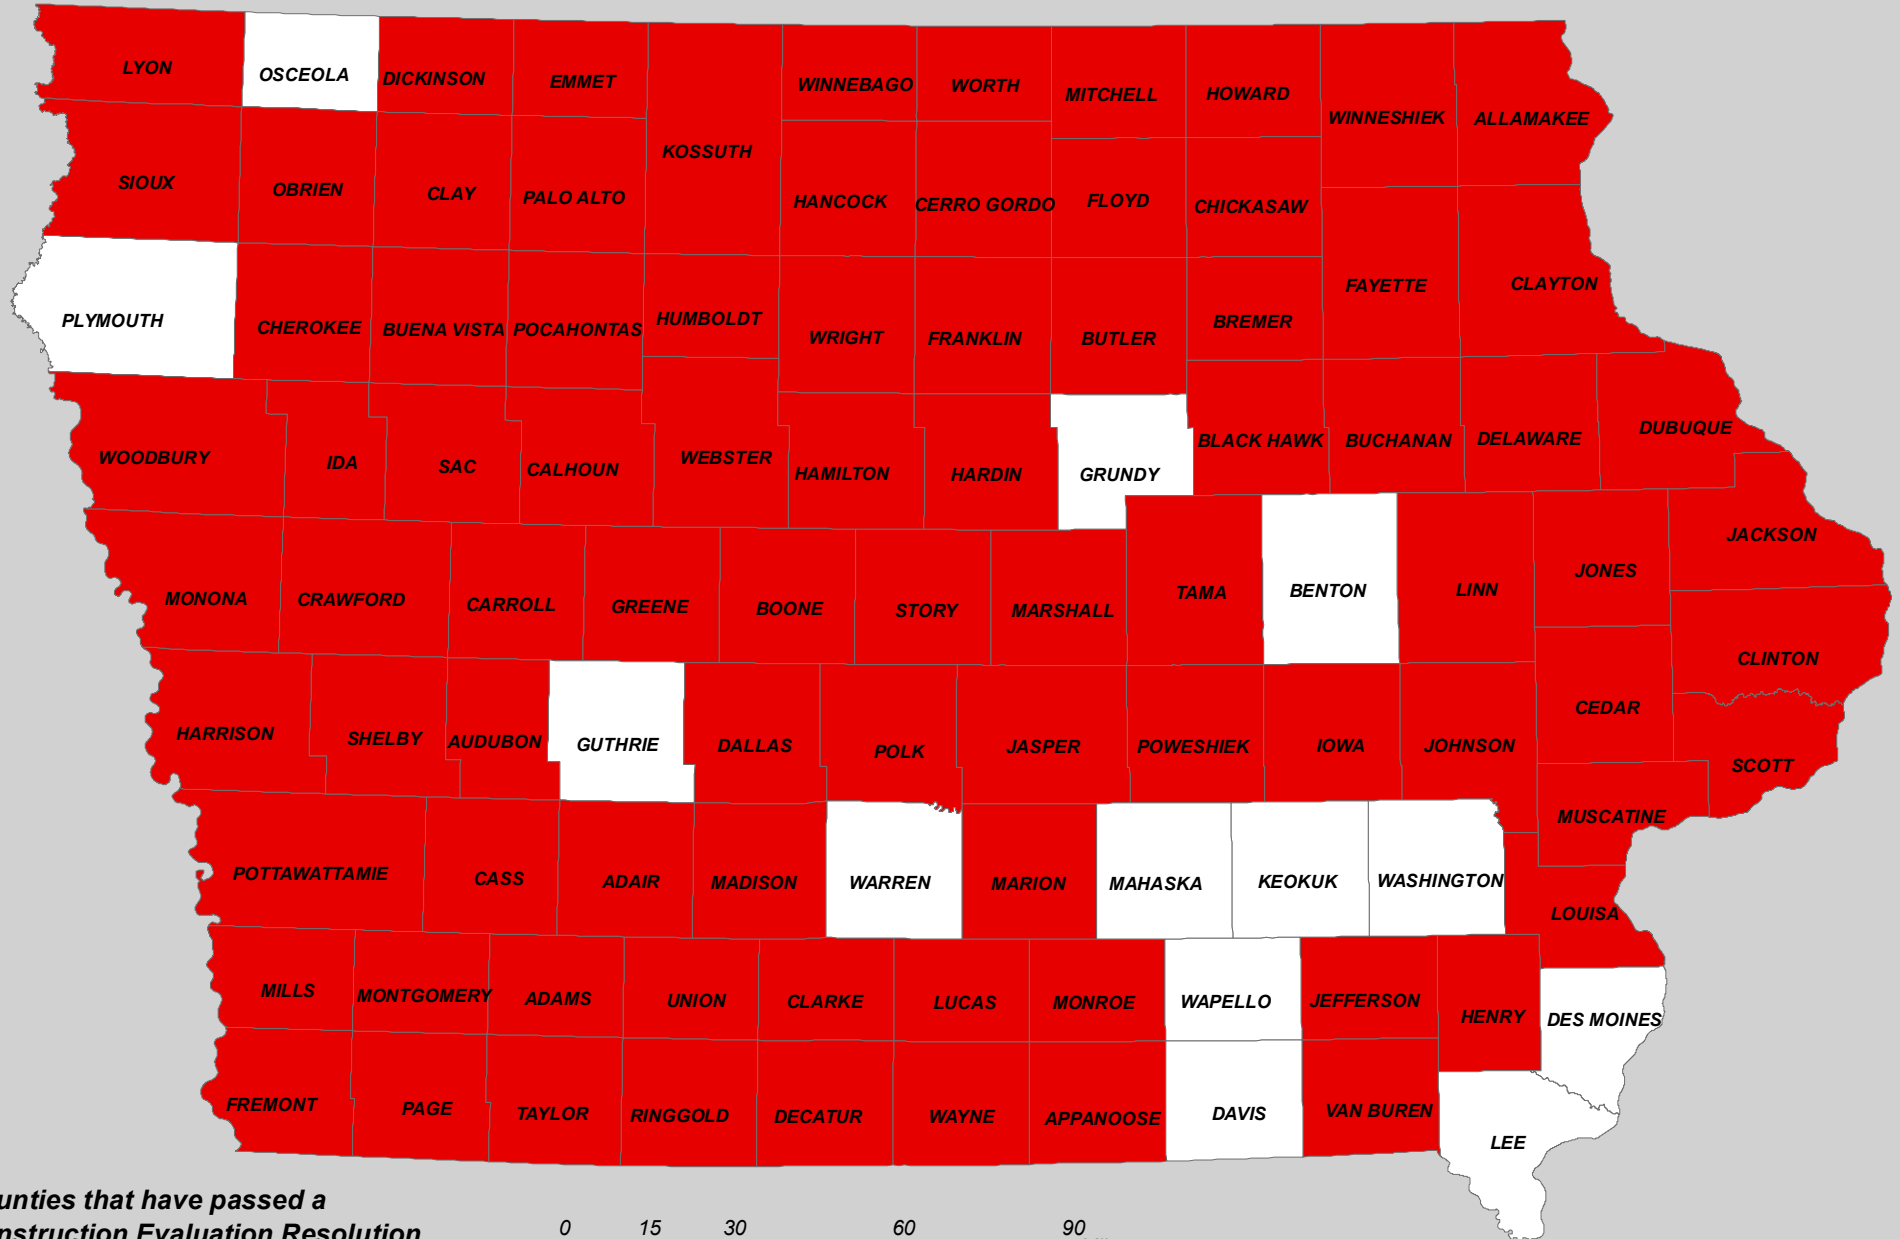 LYON
OSCEOLA
DICKINSON
EMMET
WINNEBAGO
WORTH
MITCHELL
HOWARD
WINNESHIEK
ALLAMAKEE
KOSSUTH
SIOUX
OBRIEN
CLAY
PALO ALTO
HANCOCK
CERRO GORDO
FLOYD
CHICKASAW
FAYETTE
CLAYTON
PLYMOUTH
CHEROKEE
BUENA VISTA
POCAHONTAS
HUMBOLDT
WRIGHT
FRANKLIN
BUTLER
BREMER
WOODBURY
IDA
SAC
CALHOUN
WEBSTER
HAMILTON
HARDIN
GRUNDY
BLACK HAWK
BUCHANAN
DELAWARE
DUBUQUE
JACKSON
MONONA
CRAWFORD
CARROLL
GREENE
BOONE
STORY
MARSHALL
TAMA
BENTON
LINN
JONES
CLINTON
HARRISON
SHELBY
AUDUBON
GUTHRIE
DALLAS
POLK
JASPER
POWESHIEK
IOWA
JOHNSON
CEDAR
SCOTT
MUSCATINE
POTTAWATTAMIE
CASS
ADAIR
MADISON
WARREN
MARION
MAHASKA
KEOKUK
WASHINGTON
LOUISA
MILLS
MONTGOMERY
ADAMS
UNION
CLARKE
LUCAS
MONROE
WAPELLO
JEFFERSON
HENRY
DES MOINES
FREMONT
PAGE
TAYLOR
RINGGOLD
DECATUR
WAYNE
APPANOOSE
DAVIS
VAN BUREN
LEE
unties that have passed a
nstruction Evaluation Resolution
0 15 30 60 90